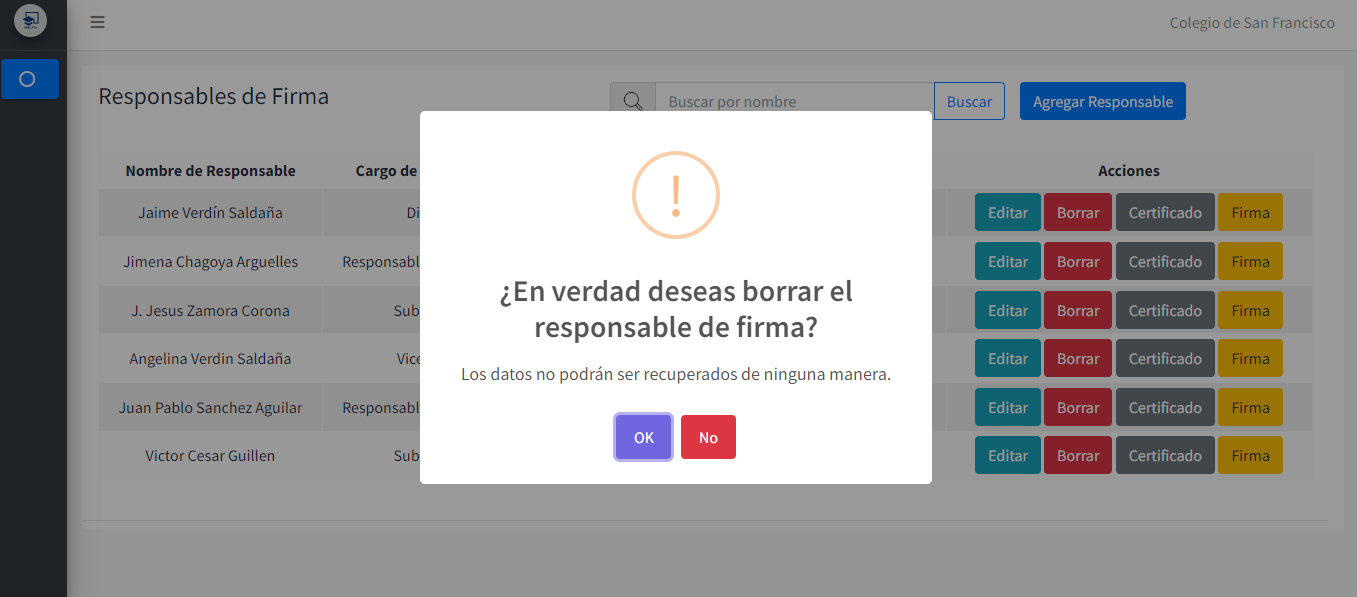 Colegio de San Francisco
Responsables de Firma
Buscar por nombre
Buscar
Agregar Responsable
Nombre de Responsable
Cargo de
Acciones
Jaime Verdín Saldaña
Di
Editar
Borrar
Certificado
Firma
Jimena Chagoya Arguelles
Responsabl
Editar
Borrar
Certificado
Firma
J. Jesus Zamora Corona
Sub
Editar
Borrar
Certificado
Firma
Angelina Verdin Saldaña
Vice
Editar
Borrar
Certificado
Firma
Juan Pablo Sanchez Aguilar
Responsabl
Editar
Borrar
Certificado
Firma
Victor Cesar Guillen
Sub
Editar
Borrar
Certificado
Firma
!
¿En verdad deseas borrar el
responsable de firma?
Los datos no podrán ser recuperados de ninguna manera.
OK
No